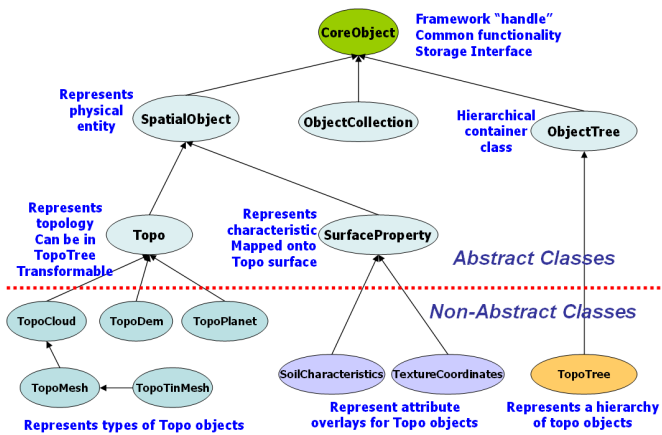 CoreObject
Framework “handle”
Common functionality
Storage Interface
Represents
physical
entity
SpatialObject
ObjectCollection
Hierarchical
container
class
ObjectTree
Represents
topology
Can be in
TopoTree
Transformable
Topo
Represents
characteristic
Mapped onto
Topo surface
SurfaceProperty
Abstract Classes
Non-Abstract Classes
TopoCloud
TopoDem
TopoPlanet
TopoMesh
TopoTinMesh
SoilCharacteristics
TextureCoordinates
TopoTree
Represents types of Topo objects
Represent attribute
overlays for Topo objects
Represents a hierarchy
of topo objects